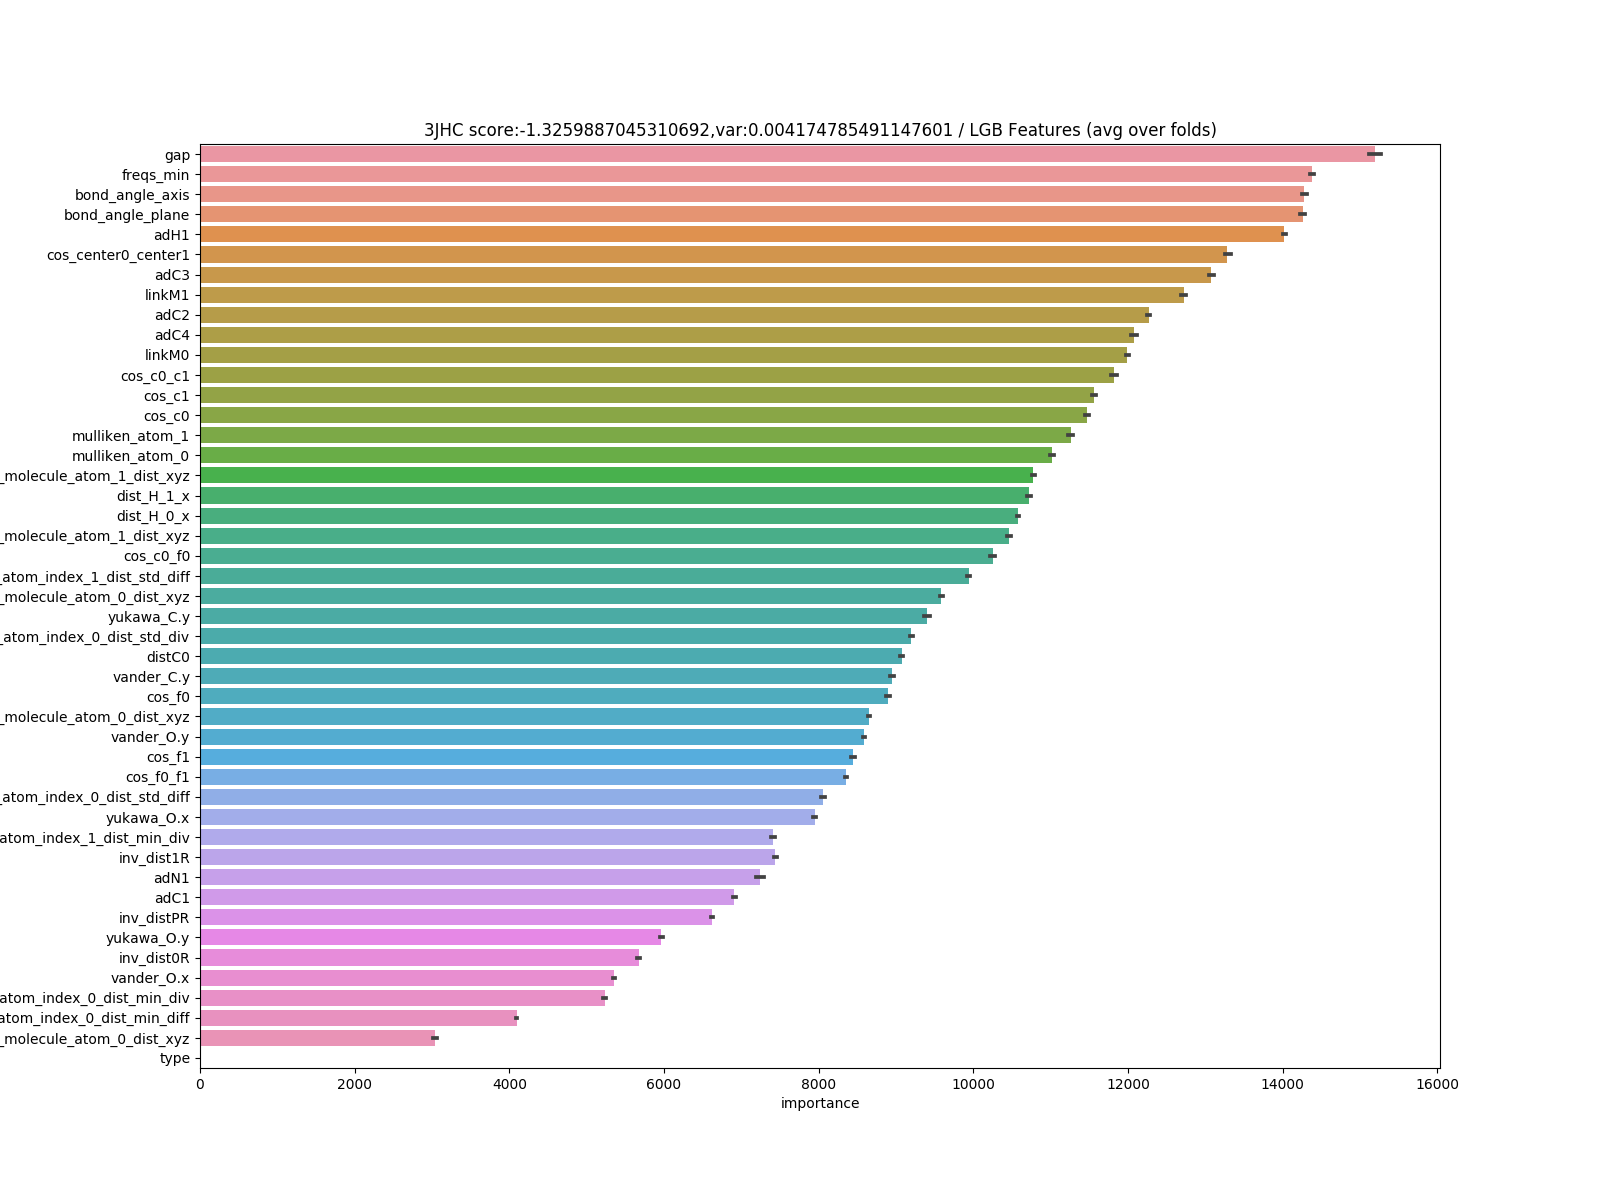 3JHC score:-1.3259887045310692,var:0.004174785491147601 / LGB Features (avg over folds)
gap
freqs_min
bond_angle_axis
bond_angle_plane
adH1
cos_center0_center1
adC3
linkM1
adC2
adC4
linkM0
cos_c0_c1
cos_c1
cos_c0
mulliken_atom_1
mulliken_atom_0
_molecule_atom_1_dist_xyz
dist_H_1_x
dist_H_0_x
_molecule_atom_1_dist_xyz
cos_c0_f0
_atom_index_1_dist_std_diff
_molecule_atom_0_dist_xyz
yukawa_C.y
_atom_index_0_dist_std_div
distC0
vander_C.y
cos_f0
_molecule_atom_0_dist_xyz
vander_O.y
cos_f1
cos_f0_f1
_atom_index_0_dist_std_diff
yukawa_O.x
atom_index_1_dist_min_div
inv_dist1R
adN1
adC1
inv_distPR
yukawa_O.y
inv_dist0R
vander_O.x
atom_index_0_dist_min_div
atom_index_0_dist_min_diff
_molecule_atom_0_dist_xyz
type
0 2000 4000 6000 8000 10000 12000 14000 16000
importance